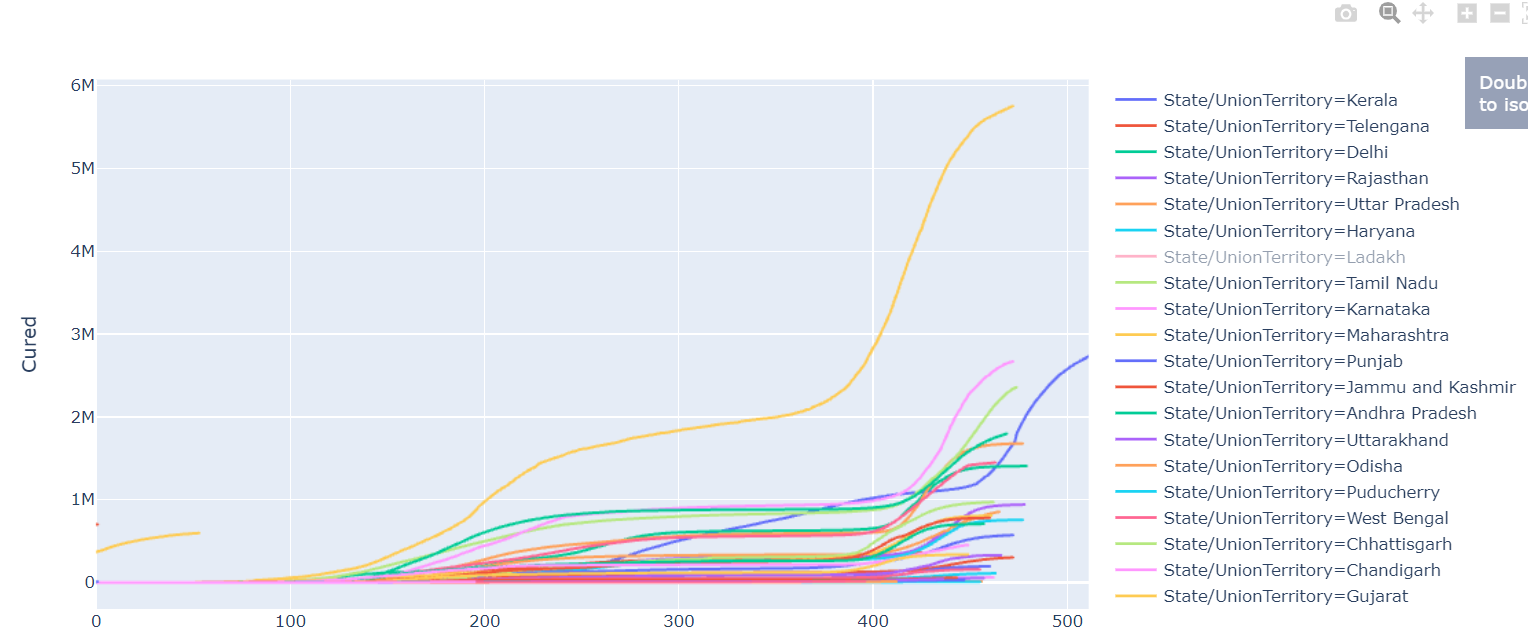 Doub
to iso
6M
5M
4M
3M
2M
1M
0
Cured
0 100 200 300 400 500
State/UnionTerritory=Kerala
State/UnionTerritory=Telengana
State/UnionTerritory=Delhi
State/UnionTerritory=Rajasthan
State/UnionTerritory=Uttar Pradesh
State/UnionTerritory=Haryana
State/UnionTerritory=Ladakh
State/UnionTerritory=Tamil Nadu
State/UnionTerritory=Karnataka
State/UnionTerritory=Maharashtra
State/UnionTerritory=Punjab
State/UnionTerritory=Jammu and Kashmir
State/UnionTerritory=Andhra Pradesh
State/UnionTerritory=Uttarakhand
State/UnionTerritory=Odisha
State/UnionTerritory=Puducherry
State/UnionTerritory=West Bengal
State/UnionTerritory=Chhattisgarh
State/UnionTerritory=Chandigarh
State/UnionTerritory=Gujarat